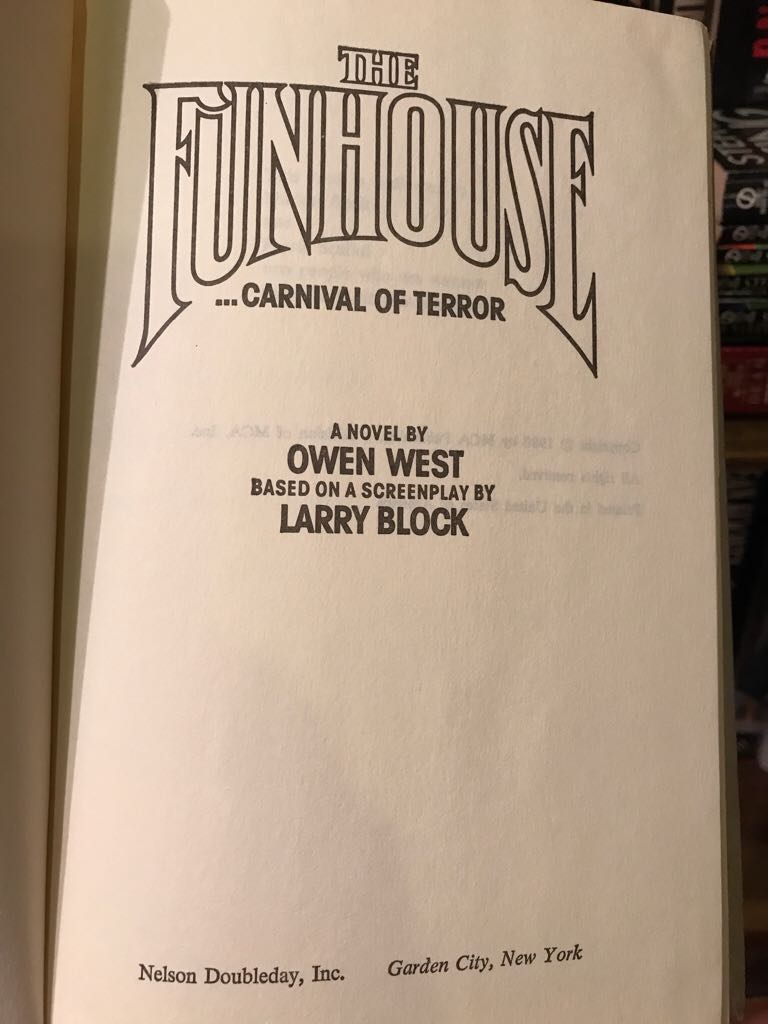 THE
FUNHOUSE
...CARNIVAL OF TERROR
A NOVEL BY
OWEN WEST
BASED ON A SCREENPLAY BY
LARRY BLOCK
Nelson Doubleday, Inc. Garden City, New York